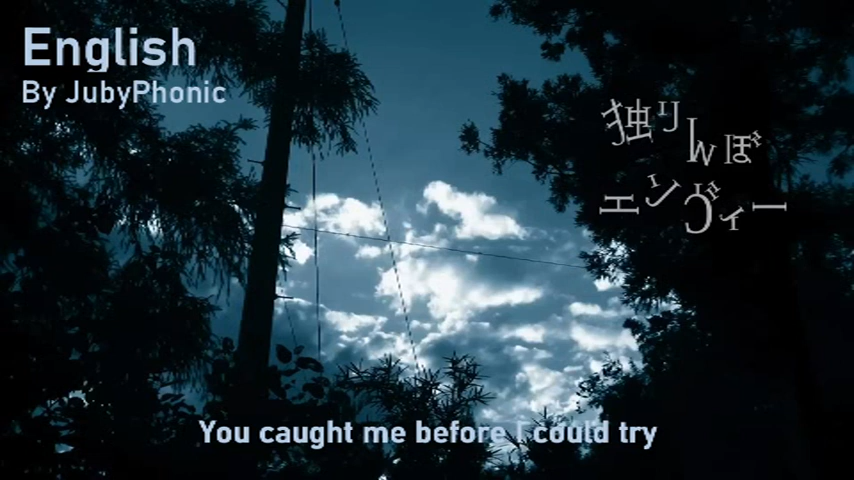 English
By JubyPhonic
独りんぼ
エンヴィー
You caught me before I could try